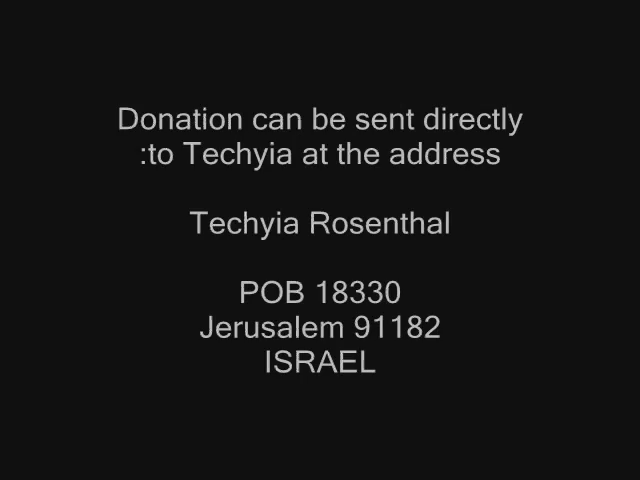 Donation can be sent directly
:to Techyia at the address
Techyia Rosenthal
POB 18330
Jerusalem 91182
ISRAEL